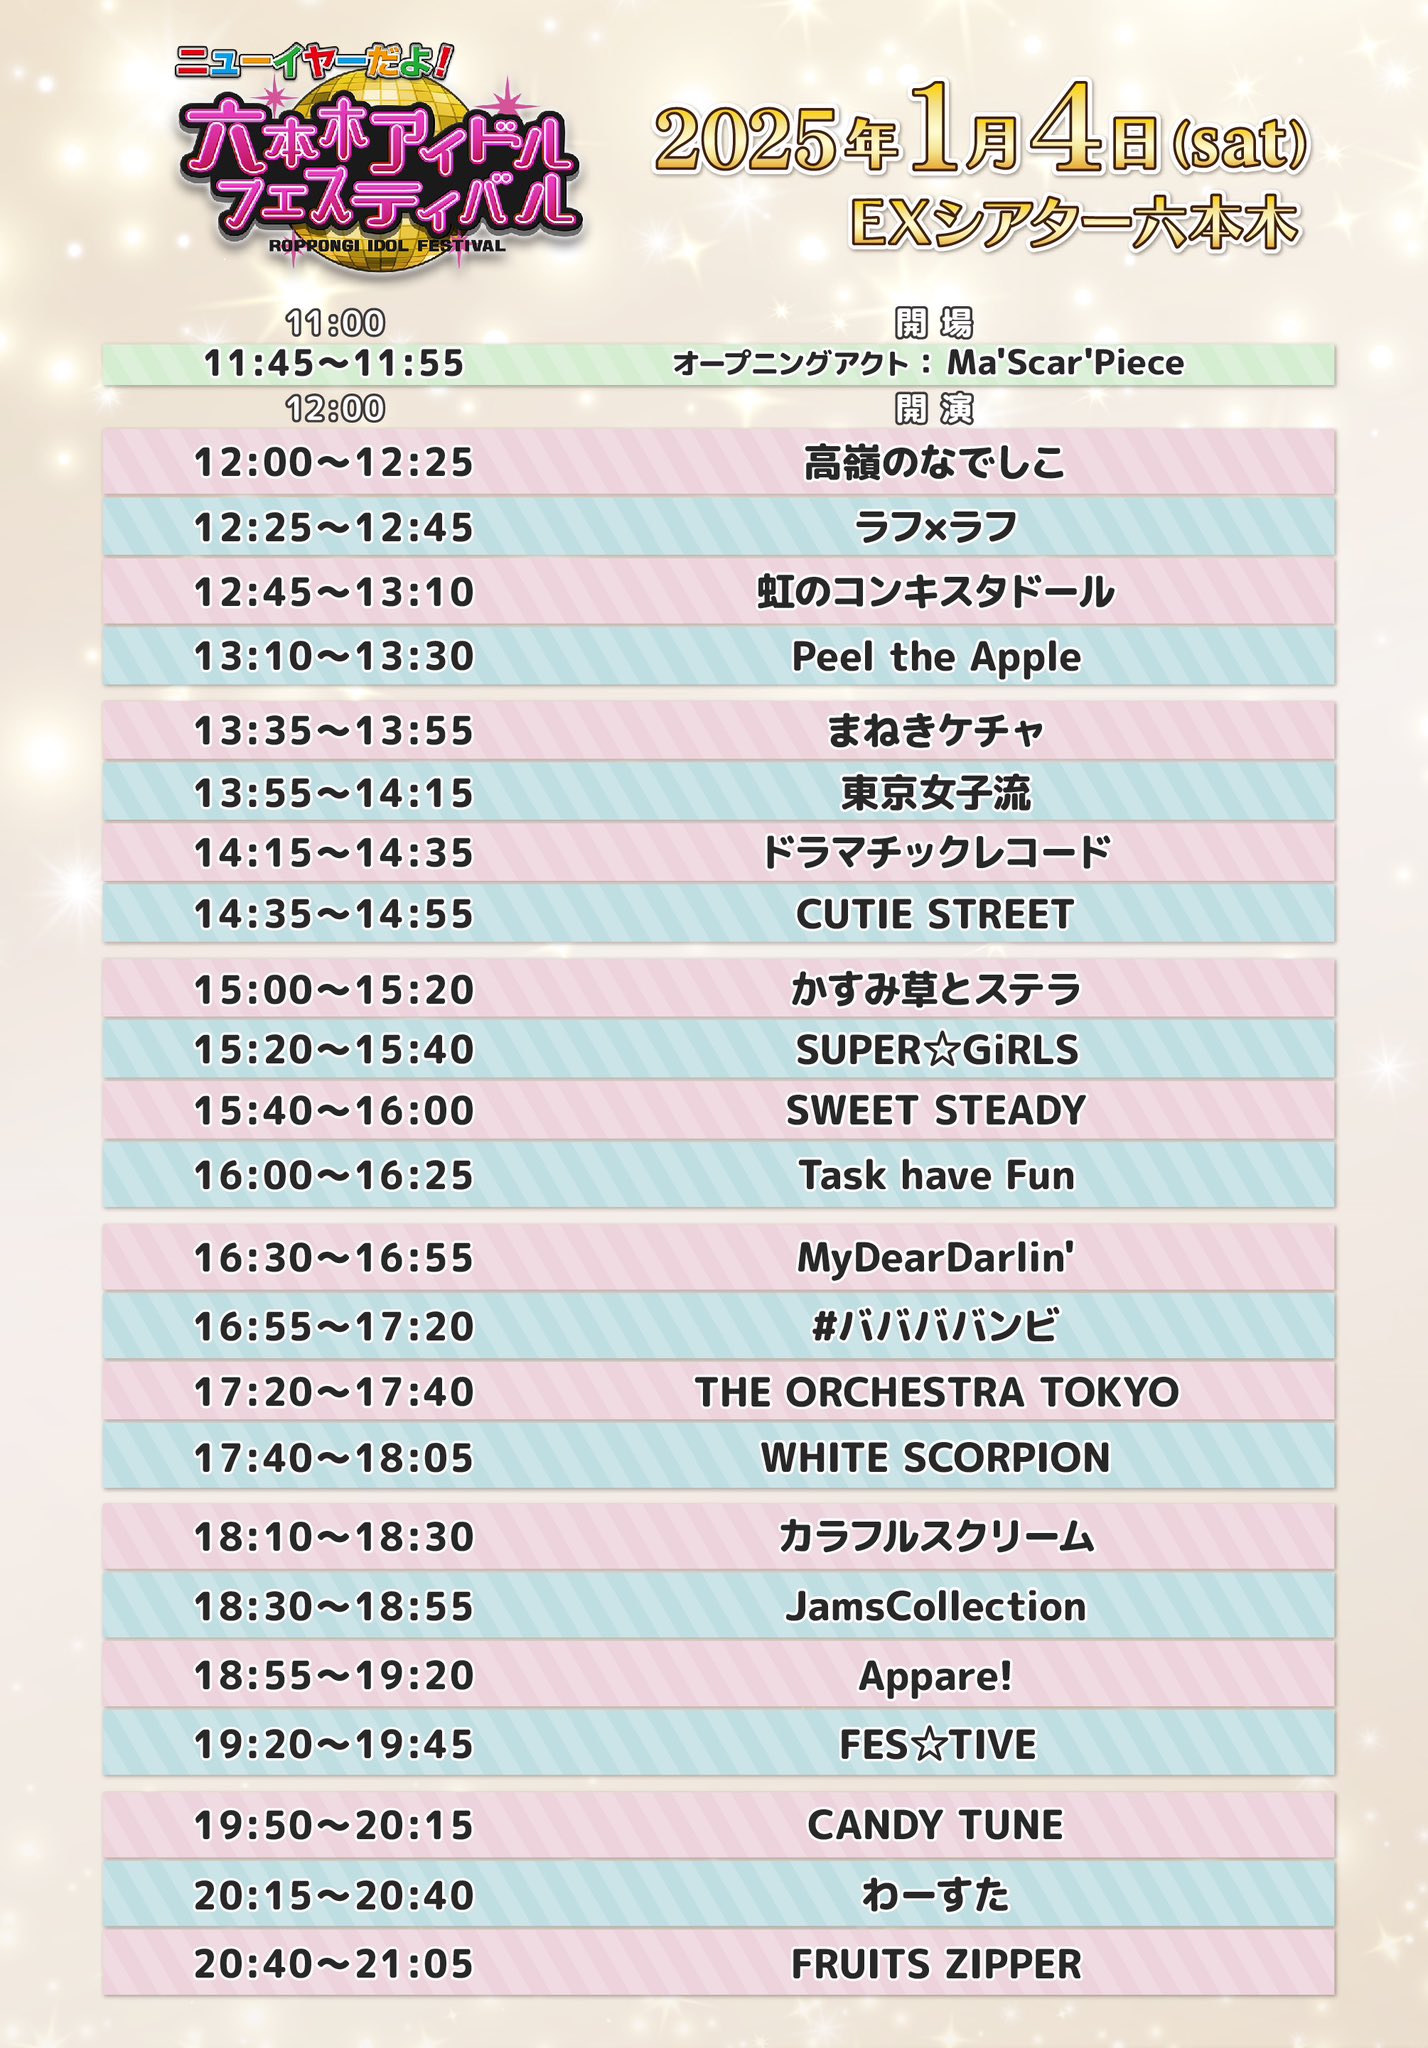 ニューイヤーだよ!
六本木アイドル
フェスティバル
ROPPONGI IDOL FESTIVAL
2025年1月4日(sat)
EXシアター六本木
11:00 開場
11:45～11:55 オープニングアクト：Ma'Scar'Piece
12:00 開演
12:00～12:25 高嶺のなでしこ
12:25～12:45 ラフ×ラフ
12:45～13:10 虹のコンキスタドール
13:10～13:30 Peel the Apple
13:35～13:55 まねきケチャ
13:55～14:15 東京女子流
14:15～14:35 ドラマチックレコード
14:35～14:55 CUTIE STREET
15:00～15:20 かすみ草とステラ
15:20～15:40 SUPER☆GiRLS
15:40～16:00 SWEET STEADY
16:00～16:25 Task have Fun
16:30～16:55 MyDearDarlin'
16:55～17:20 #ババババンビ
17:20～17:40 THE ORCHESTRA TOKYO
17:40～18:05 WHITE SCORPION
18:10～18:30 カラフルスクリーム
18:30～18:55 JamsCollection
18:55～19:20 Appare!
19:20～19:45 FES☆TIVE
19:50～20:15 CANDY TUNE
20:15～20:40 わーすた
20:40～21:05 FRUITS ZIPPER